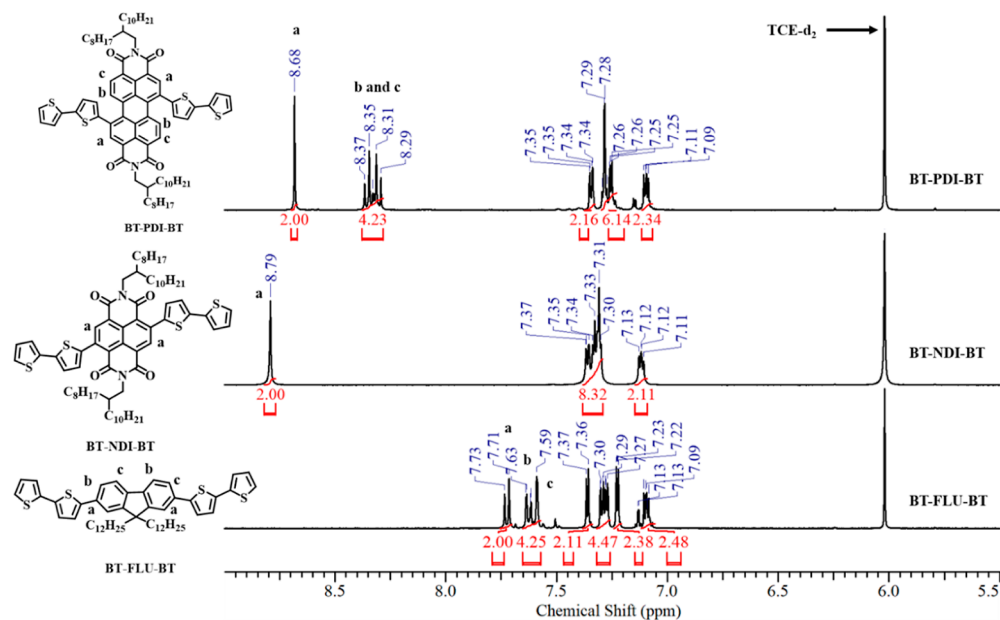 C10H21
C8H17
O N O
c a
b
S S
S S
b
a c
O N O
C10H21
C8H17
BT-PDI-BT
a
8.68
b and c
8.37
8.35
8.31
8.29
7.35
7.35
7.34
7.34
7.29
7.28
7.26
7.26
7.25
7.25
7.11
7.09
TCE-d2
BT-PDI-BT
2.00
4.23
2.16
6.14
2.34
C8H17
C10H21
O N O
S S
a
a
S S
O N O
C8H17
C10H21
BT-NDI-BT
a
8.79
7.37
7.35
7.34
7.33
7.31
7.30
7.13
7.12
7.12
7.11
BT-NDI-BT
2.00
8.32
2.11
b c b c
S S S S
a a
C12H25 C12H25
BT-FLU-BT
a
b
c
7.73
7.71
7.63
7.59
7.37
7.36
7.30
7.29
7.27
7.23
7.22
7.13
7.13
7.09
BT-FLU-BT
2.00
4.25
2.11
4.47
2.38
2.48
8.5 8.0 7.5 7.0 6.5 6.0 5.5
Chemical Shift (ppm)